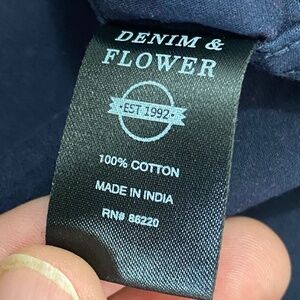 DENIM &
FLOWER
EST 1992
100% COTTON
MADE IN INDIA
RN# 86220